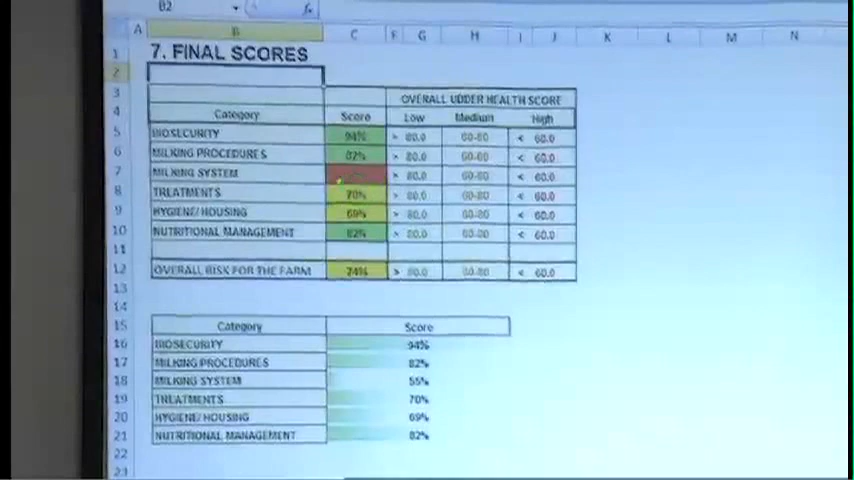 B2 fx
A B C F G H I J K L M N
1 7. FINAL SCORES
2
3 OVERALL UDDER HEALTH SCORE
4 Category Score Low Medium High
5 BIOSECURITY 94% > 80.0 60-80 < 60.0
6 MILKING PROCEDURES 82% > 80.0 60-80 < 60.0
7 MILKING SYSTEM > 80.0 60-80 < 60.0
8 TREATMENTS 70% > 80.0 60-80 < 60.0
9 HYGIENE/HOUSING 69% > 80.0 60-80 < 60.0
10 NUTRITIONAL MANAGEMENT 82% > 80.0 60-80 < 60.0
11
12 OVERALL RISK FOR THE FARM 74% > 80.0 60-80 < 60.0
13
14
15 Category Score
16 BIOSECURITY 94%
17 MILKING PROCEDURES 82%
18 MILKING SYSTEM 55%
19 TREATMENTS 70%
20 HYGIENE/HOUSING 69%
21 NUTRITIONAL MANAGEMENT 82%
22
23